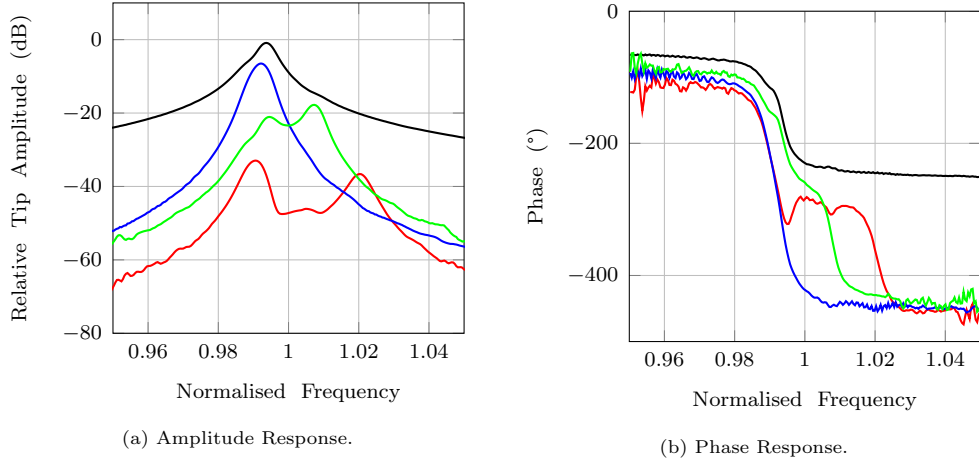 0
−20
−40
−60
−80
0.96 0.98 1 1.02 1.04
Relative Tip Amplitude (dB)
Normalised Frequency
(a) Amplitude Response.
0
−200
−400
0.96 0.98 1 1.02 1.04
Phase (°)
Normalised Frequency
(b) Phase Response.